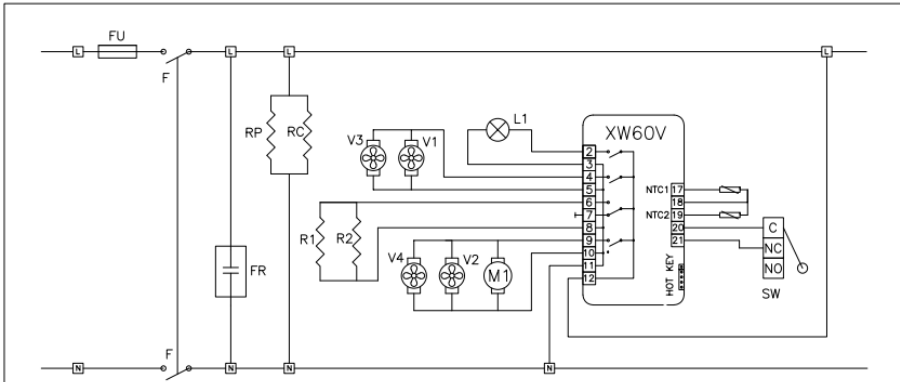 FU
L
L
L
L
F
L1
XW60V
RP
RC
V3
V1
2
3
4
5
6
7
8
9
10
11
12
NTC1
17
18
NTC2
19
20
21
HOT KEY
C
NC
NO
SW
R1
R2
V4
V2
M1
FR
F
N
N
N
N